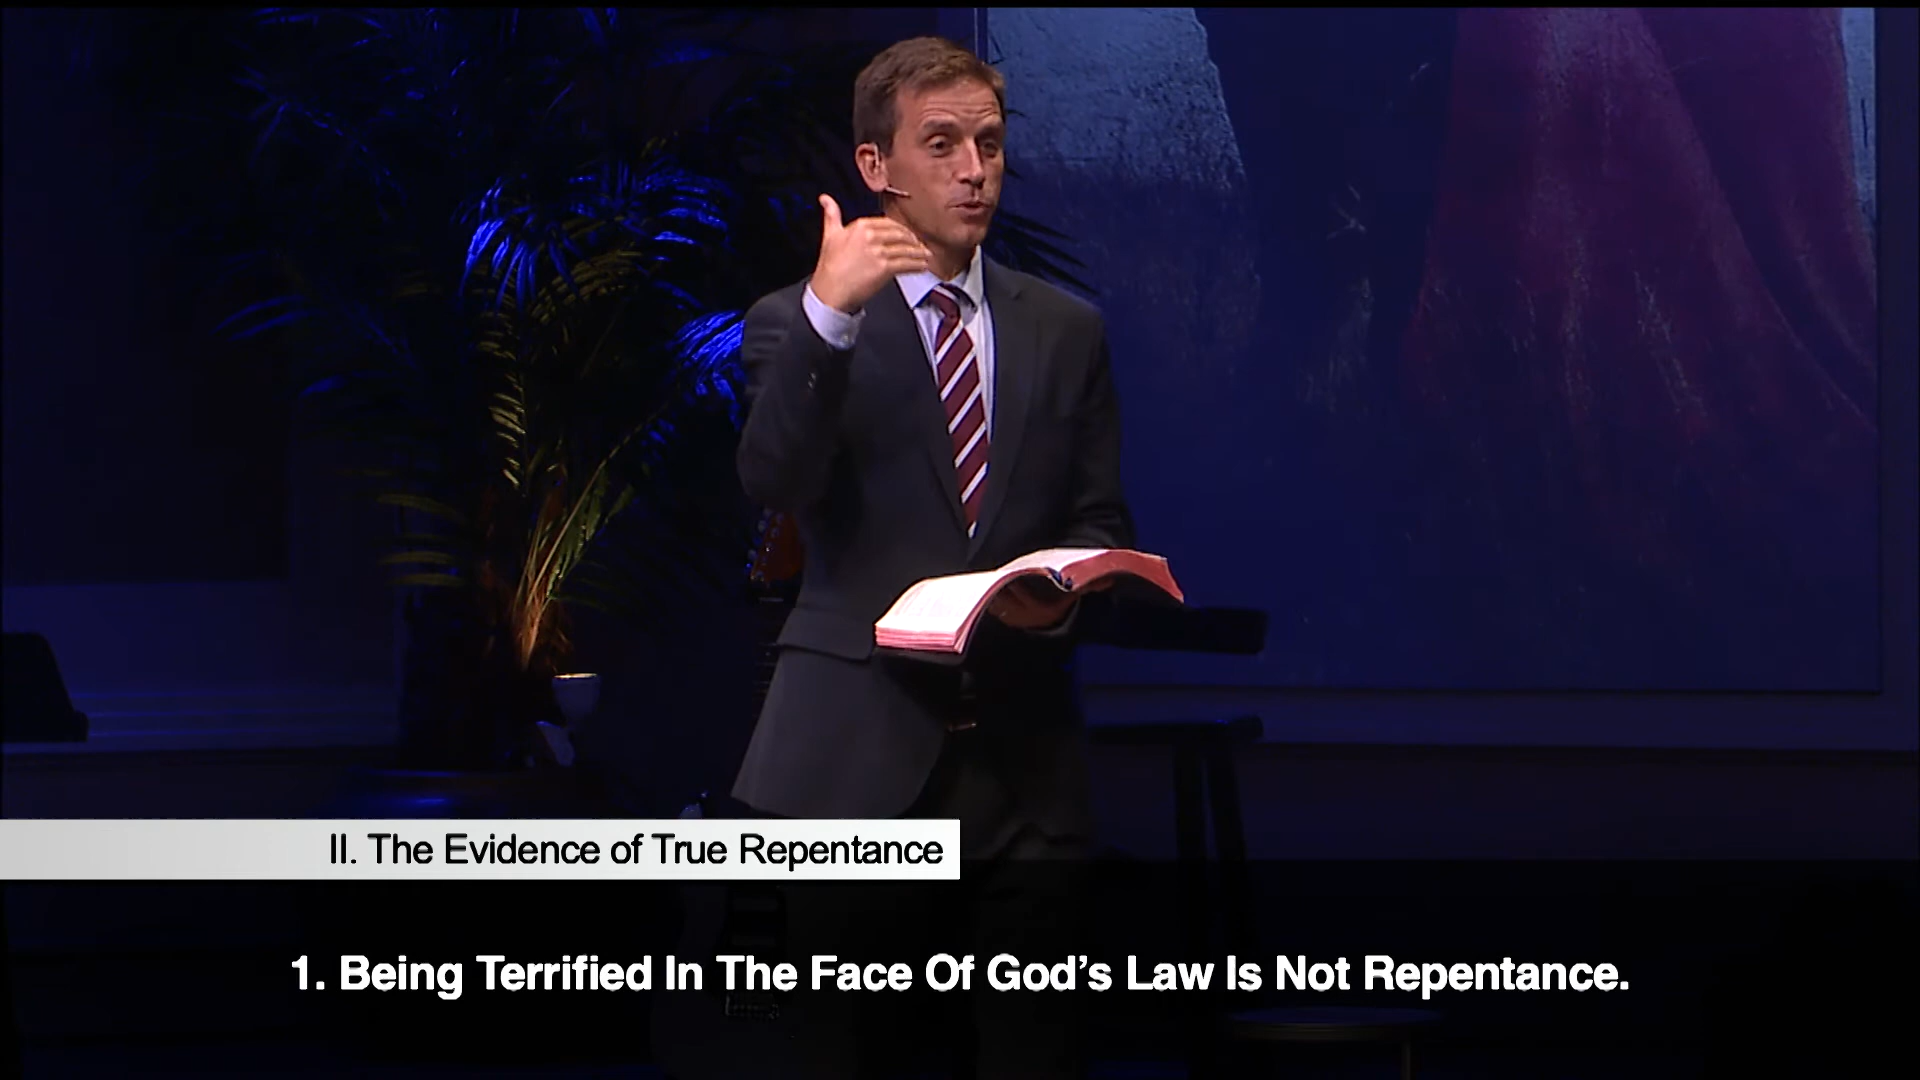 II. The Evidence of True Repentance
1. Being Terrified In The Face Of God’s Law Is Not Repentance.